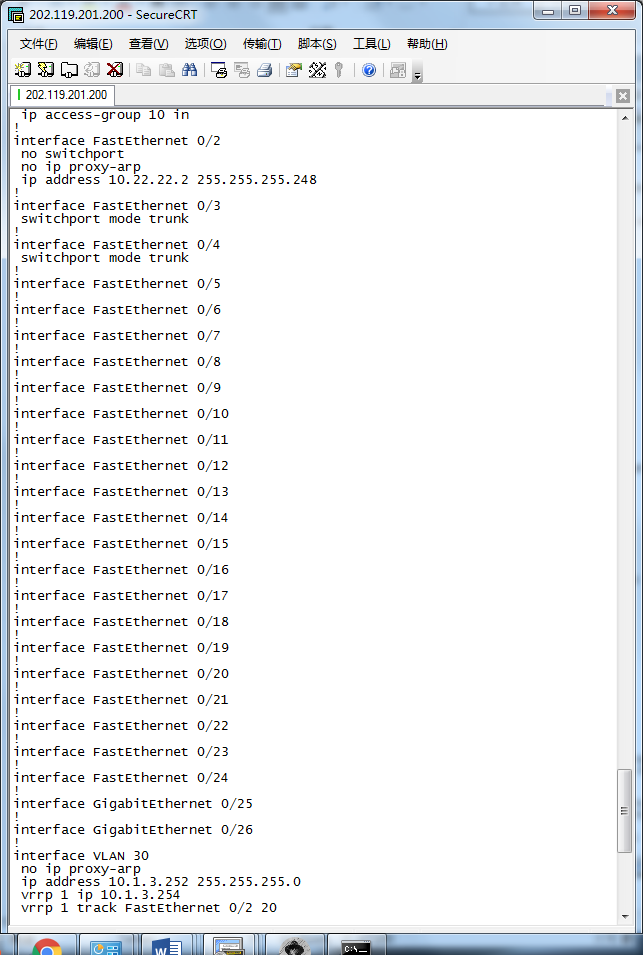 202.119.201.200 - SecureCRT
文件(F) 编辑(E) 查看(V) 选项(O) 传输(T) 脚本(S) 工具(L) 帮助(H)
202.119.201.200
ip access-group 10 in
!
interface FastEthernet 0/2
no switchport
no ip proxy-arp
ip address 10.22.22.2 255.255.255.248
!
interface FastEthernet 0/3
switchport mode trunk
!
interface FastEthernet 0/4
switchport mode trunk
!
interface FastEthernet 0/5
!
interface FastEthernet 0/6
!
interface FastEthernet 0/7
!
interface FastEthernet 0/8
!
interface FastEthernet 0/9
!
interface FastEthernet 0/10
!
interface FastEthernet 0/11
!
interface FastEthernet 0/12
!
interface FastEthernet 0/13
!
interface FastEthernet 0/14
!
interface FastEthernet 0/15
!
interface FastEthernet 0/16
!
interface FastEthernet 0/17
!
interface FastEthernet 0/18
!
interface FastEthernet 0/19
!
interface FastEthernet 0/20
!
interface FastEthernet 0/21
!
interface FastEthernet 0/22
!
interface FastEthernet 0/23
!
interface FastEthernet 0/24
!
interface GigabitEthernet 0/25
!
interface GigabitEthernet 0/26
!
interface VLAN 30
no ip proxy-arp
ip address 10.1.3.252 255.255.255.0
vrrp 1 ip 10.1.3.254
vrrp 1 track FastEthernet 0/2 20